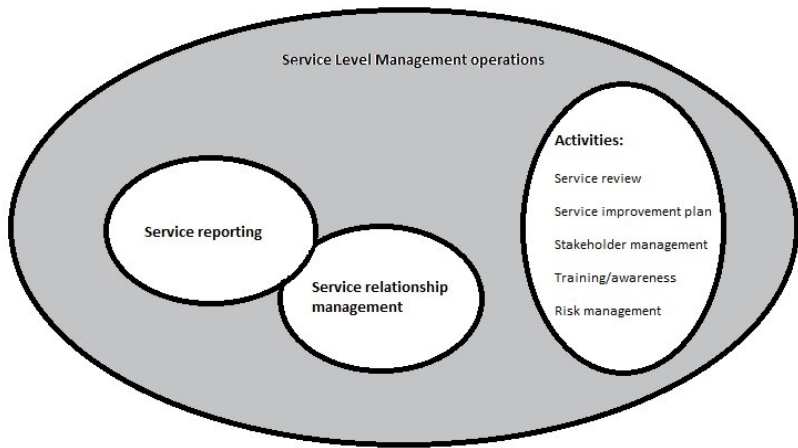 Service Level Management operations
Activities:
Service review
Service improvement plan
Stakeholder management
Training/awareness
Risk management
Service reporting
Service relationship
management